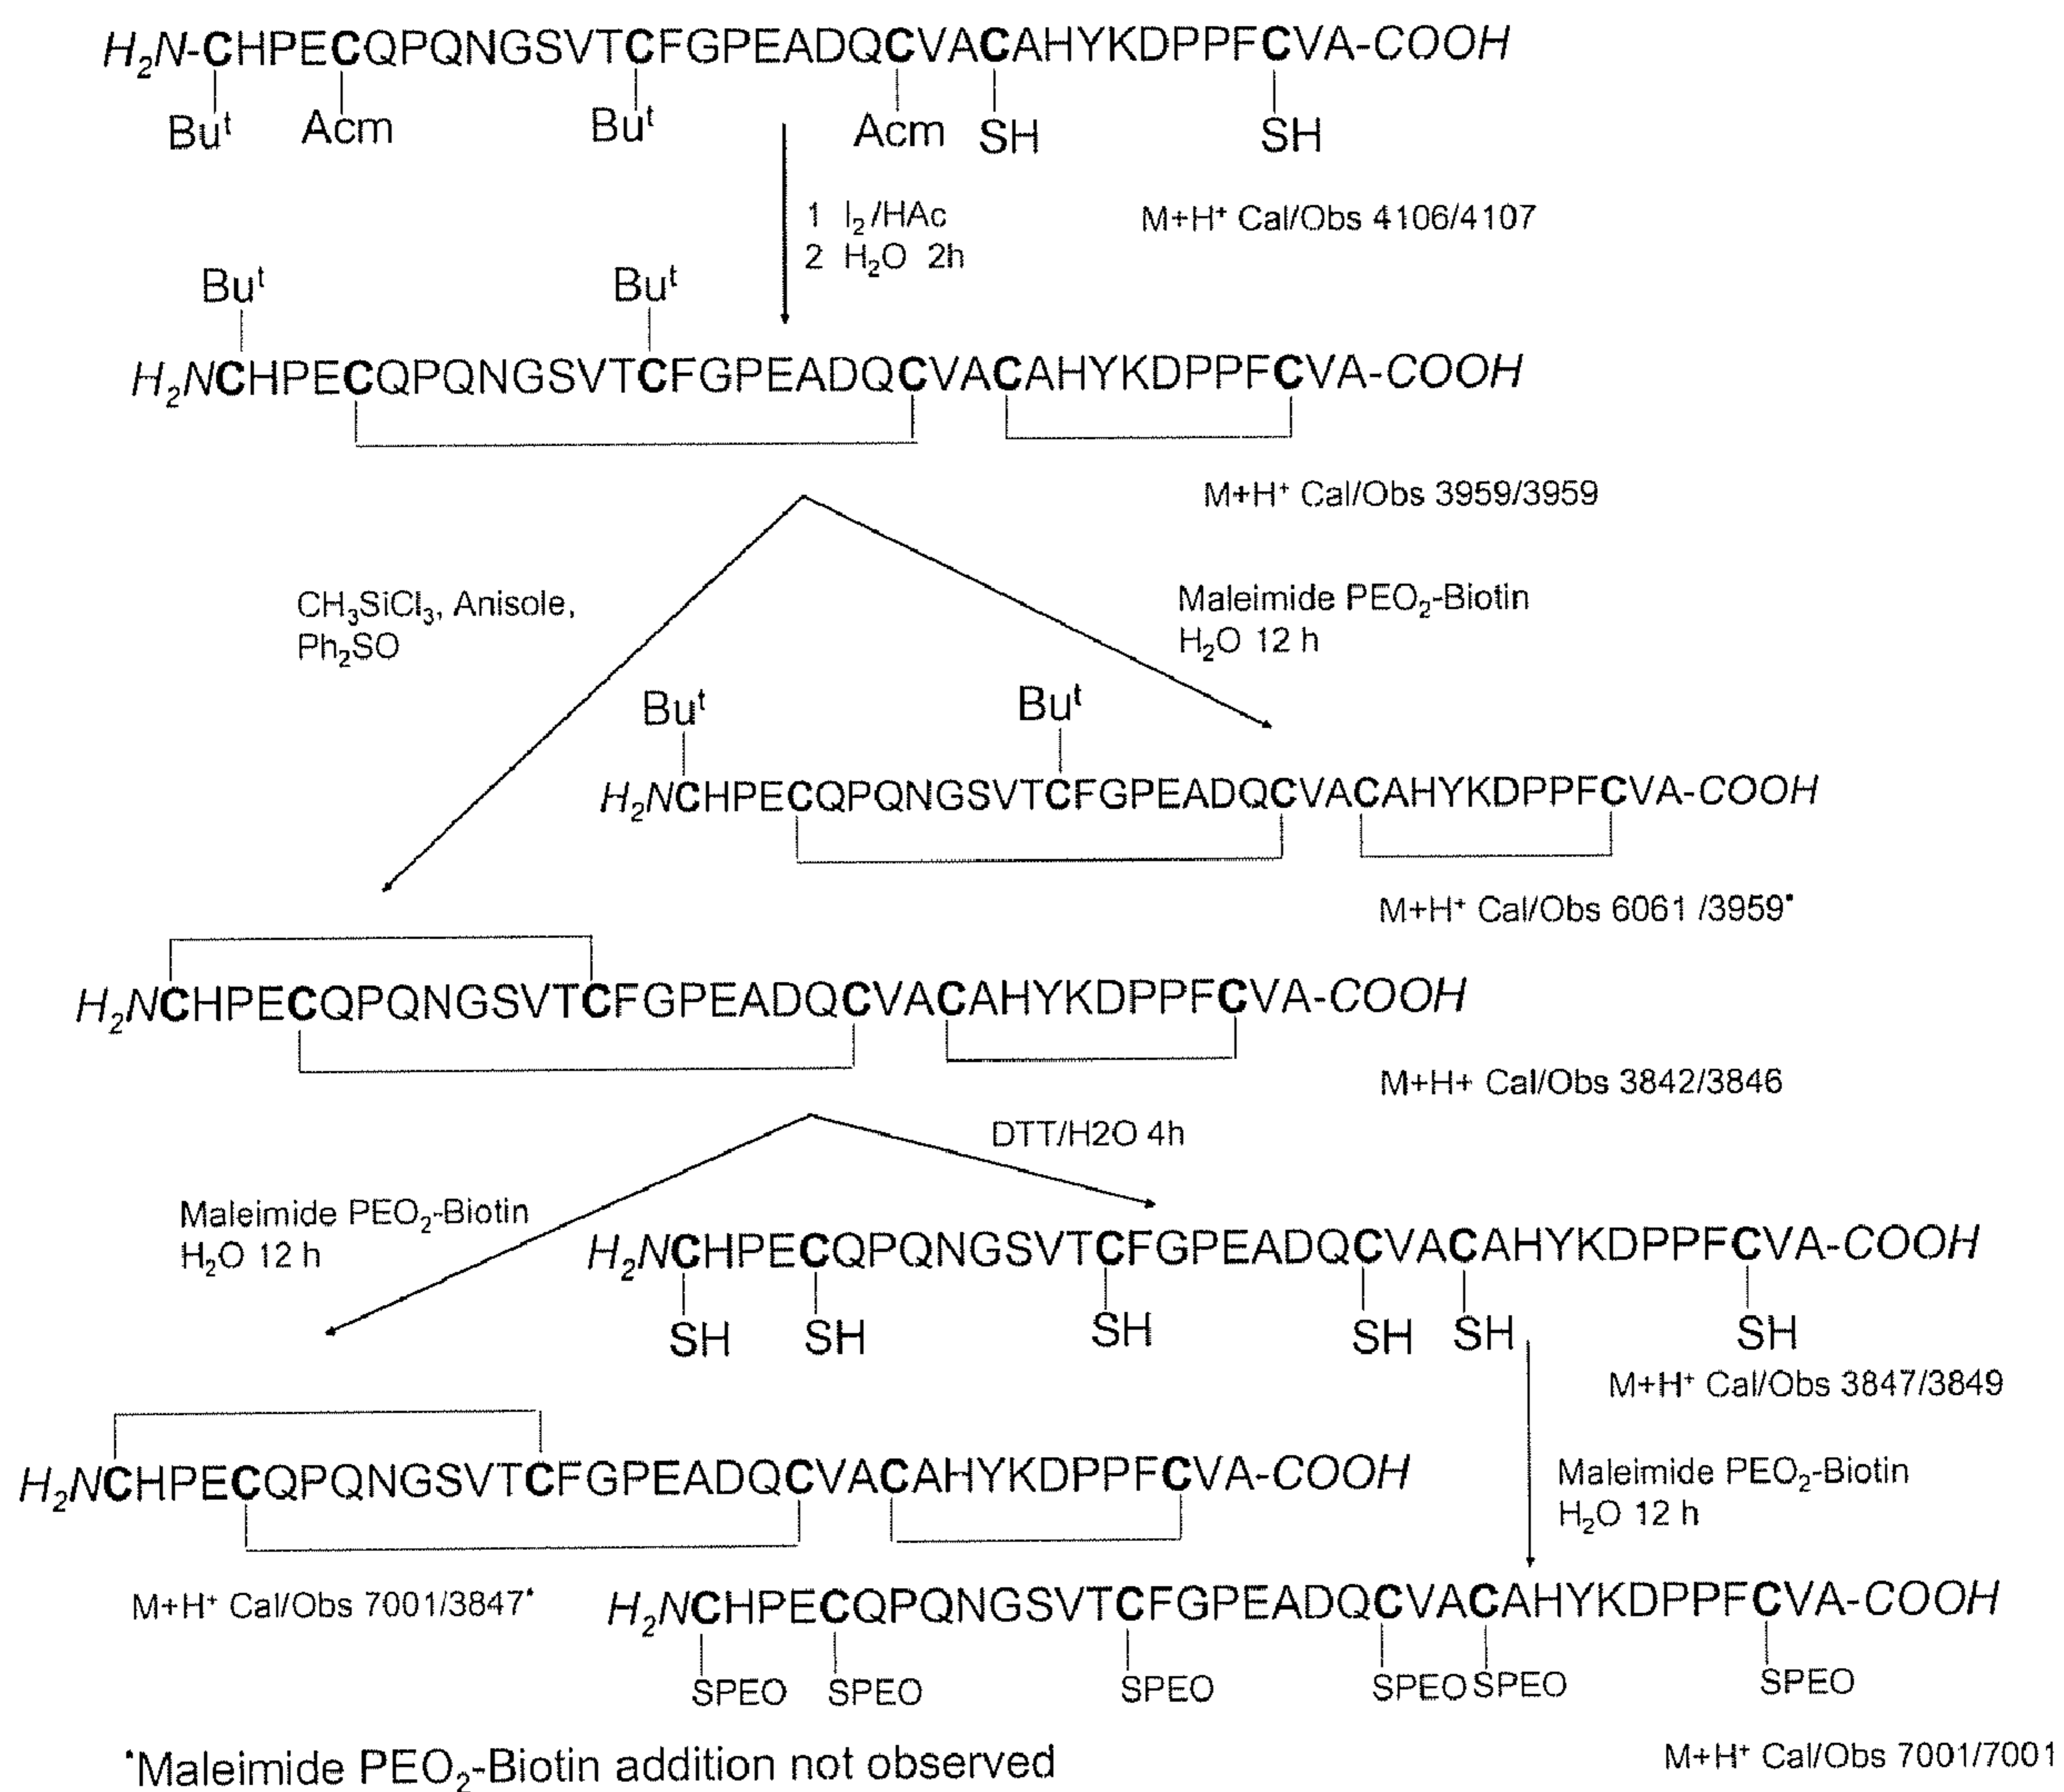 H₂N-CHPECQPQNGSVTCFGPEADQCVACAHYKDPPFCVA-COOH
Buᵗ Acm Buᵗ Acm SH SH
1 I₂/HAc
2 H₂O 2h
M+H⁺ Cal/Obs 4106/4107
Buᵗ Buᵗ
H₂NCHPECQPQNGSVTCFGPEADQCVACAHYKDPPFCVA-COOH
M+H⁺ Cal/Obs 3959/3959
CH₃SiCl₃, Anisole,
Ph₂SO
Maleimide PEO₂-Biotin
H₂O 12 h
Buᵗ Buᵗ
H₂NCHPECQPQNGSVTCFGPEADQCVACAHYKDPPFCVA-COOH
M+H⁺ Cal/Obs 6061 /3959*
H₂NCHPECQPQNGSVTCFGPEADQCVACAHYKDPPFCVA-COOH
M+H+ Cal/Obs 3842/3846
DTT/H2O 4h
Maleimide PEO₂-Biotin
H₂O 12 h
H₂NCHPECQPQNGSVTCFGPEADQCVACAHYKDPPFCVA-COOH
SH SH SH SH SH SH
M+H⁺ Cal/Obs 3847/3849
H₂NCHPECQPQNGSVTCFGPEADQCVACAHYKDPPFCVA-COOH
Maleimide PEO₂-Biotin
H₂O 12 h
M+H⁺ Cal/Obs 7001/3847*
H₂NCHPECQPQNGSVTCFGPEADQCVACAHYKDPPFCVA-COOH
SPEO SPEO SPEO SPEO SPEO SPEO
M+H⁺ Cal/Obs 7001/7001
*Maleimide PEO₂-Biotin addition not observed